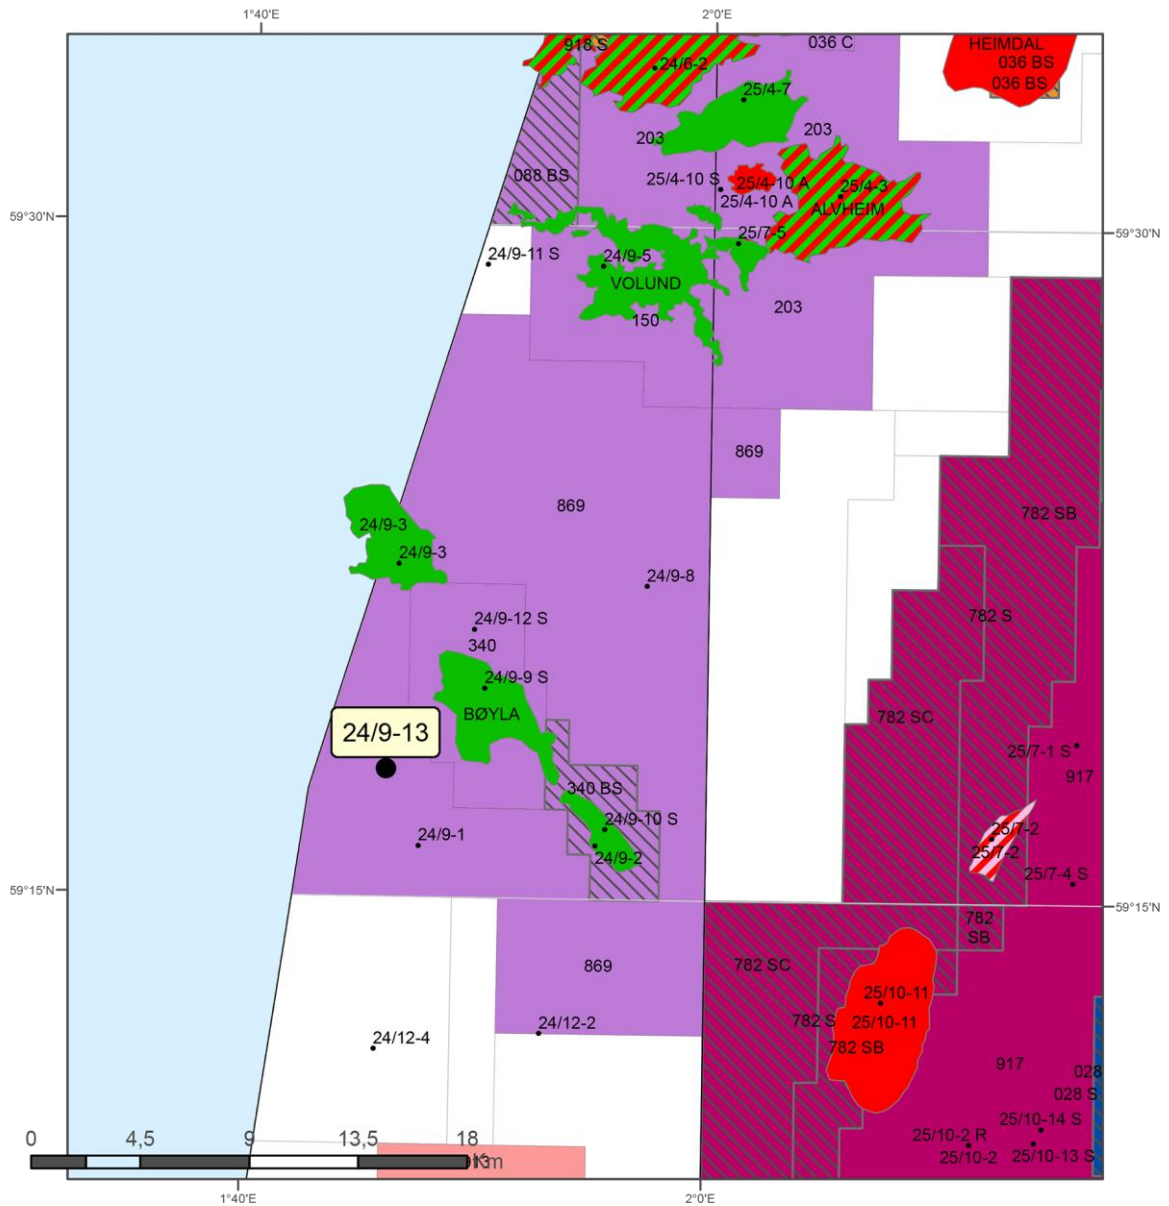 1°40'E
2°0'E
918 S
036 C
HEIMDAL
036 BS
24/6-2
036 BS
25/4-7
203
203
088 BS
25/4-10 S
25/4-10 A
25/4-3
25/4-10 A
ALVHEIM
59°30'N
59°30'N
25/7-5
24/9-11 S
24/9-5
VOLUND
203
150
869
869
782 SB
24/9-3
24/9-3
24/9-8
24/9-12 S
782 S
340
24/9-9 S
BØYLA
782 SC
24/9-13
25/7-1 S
917
340 BS
24/9-10 S
25/7-2
24/9-1
24/9-2
25/7-2
25/7-4 S
59°15'N
59°15'N
782
SB
869
782 SC
25/10-11
782 S
25/10-11
24/12-2
24/12-4
782 SB
917
028
028 S
0
4,5
9
13,5
18
25/10-14 S
25/10-2 R
25/10-2
25/10-13 S
Km
1°40'E
2°0'E